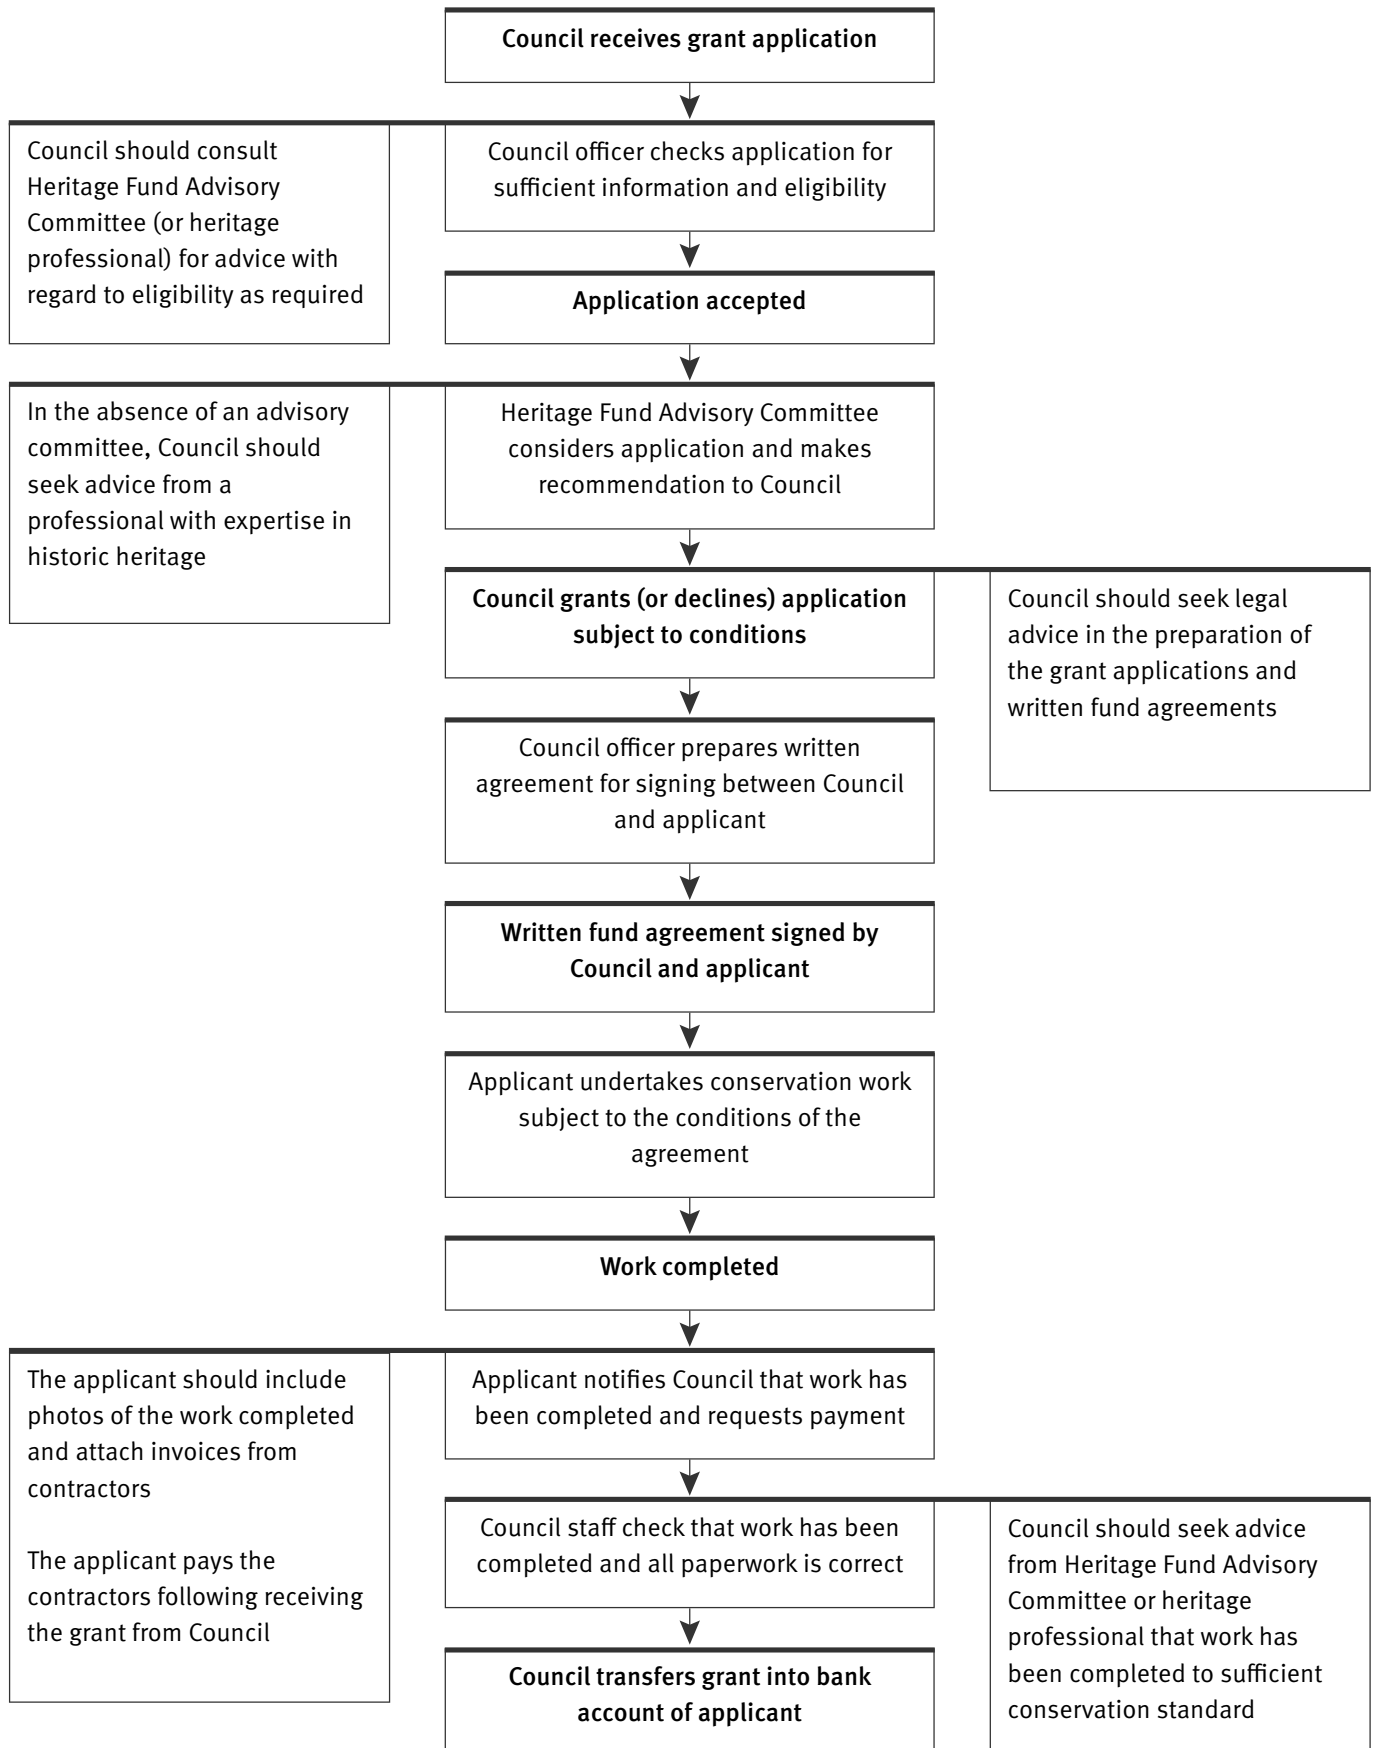 Council receives grant application
Council should consult
Heritage Fund Advisory
Committee (or heritage
professional) for advice with
regard to eligibility as required
Council officer checks application for
sufficient information and eligibility
Application accepted
In the absence of an advisory
committee, Council should
seek advice from a
professional with expertise in
historic heritage
Heritage Fund Advisory Committee
considers application and makes
recommendation to Council
Council grants (or declines) application
subject to conditions
Council should seek legal
advice in the preparation of
the grant applications and
written fund agreements
Council officer prepares written
agreement for signing between Council
and applicant
Written fund agreement signed by
Council and applicant
Applicant undertakes conservation work
subject to the conditions of the
agreement
Work completed
The applicant should include
photos of the work completed
and attach invoices from
contractors
The applicant pays the
contractors following receiving
the grant from Council
Applicant notifies Council that work has
been completed and requests payment
Council staff check that work has been
completed and all paperwork is correct
Council should seek advice
from Heritage Fund Advisory
Committee or heritage
professional that work has
been completed to sufficient
conservation standard
Council transfers grant into bank
account of applicant